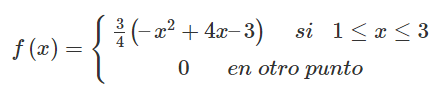 f(x) = { 3/4 (-x² + 4x-3) si 1 ≤ x ≤ 3
0 en otro punto